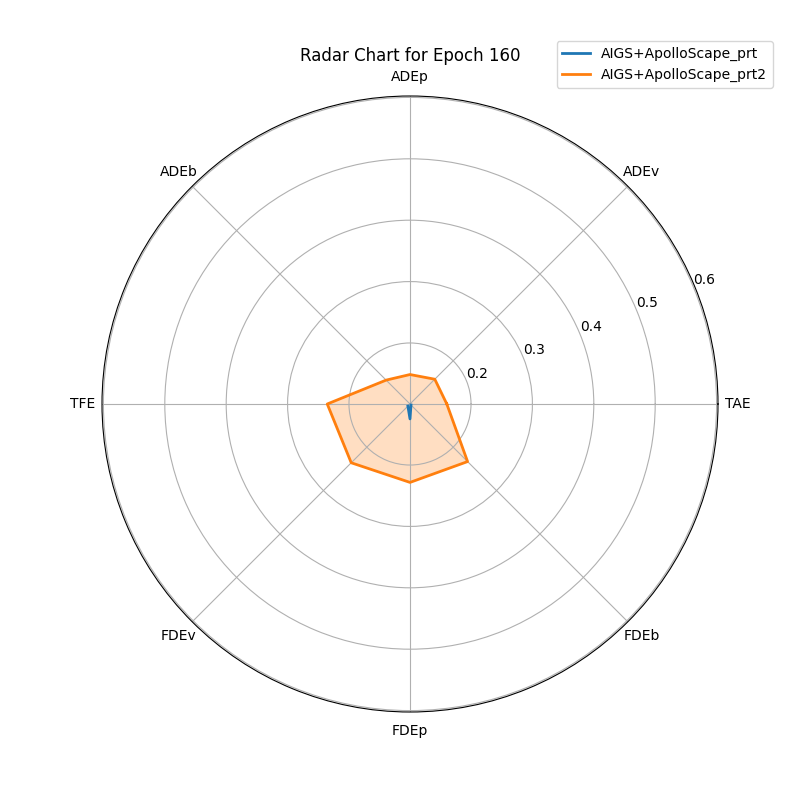 Radar Chart for Epoch 160
AIGS+ApolloScape_prt
AIGS+ApolloScape_prt2
ADEp
ADEb
ADEv
0.6
0.5
0.4
0.3
0.2
TFE
TAE
FDEv
FDEb
FDEp